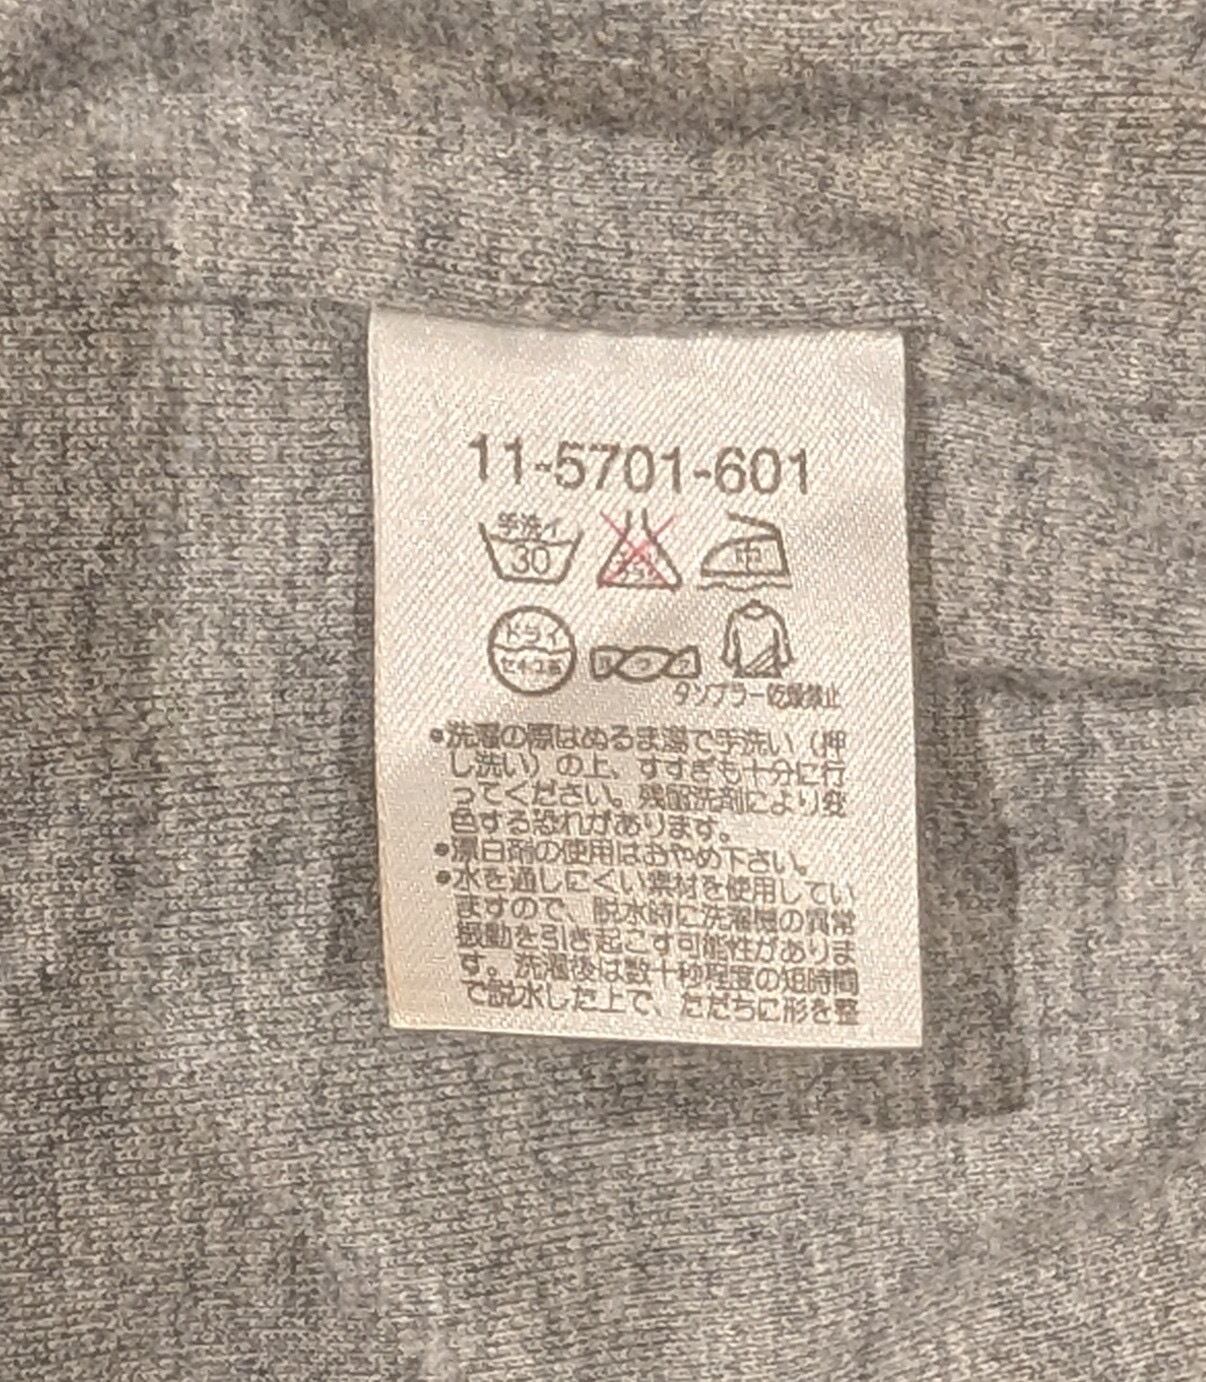 11-5701-601
手洗イ
30
中
ドライ
セキユ系
タンブラー乾燥禁止
●洗濯の際はぬるま湯で手洗い（押
し洗い）の上、すすぎも十分に行
ってください。残留洗剤により変
色する恐れがあります。
●漂白剤の使用はおやめ下さい。
●水を通しにくい素材を使用してい
ますので、脱水時に洗濯機の異常
振動を引き起こす可能性がありま
す。洗濯後は数十秒程度の短時間
で脱水した上で、ただちに形を整